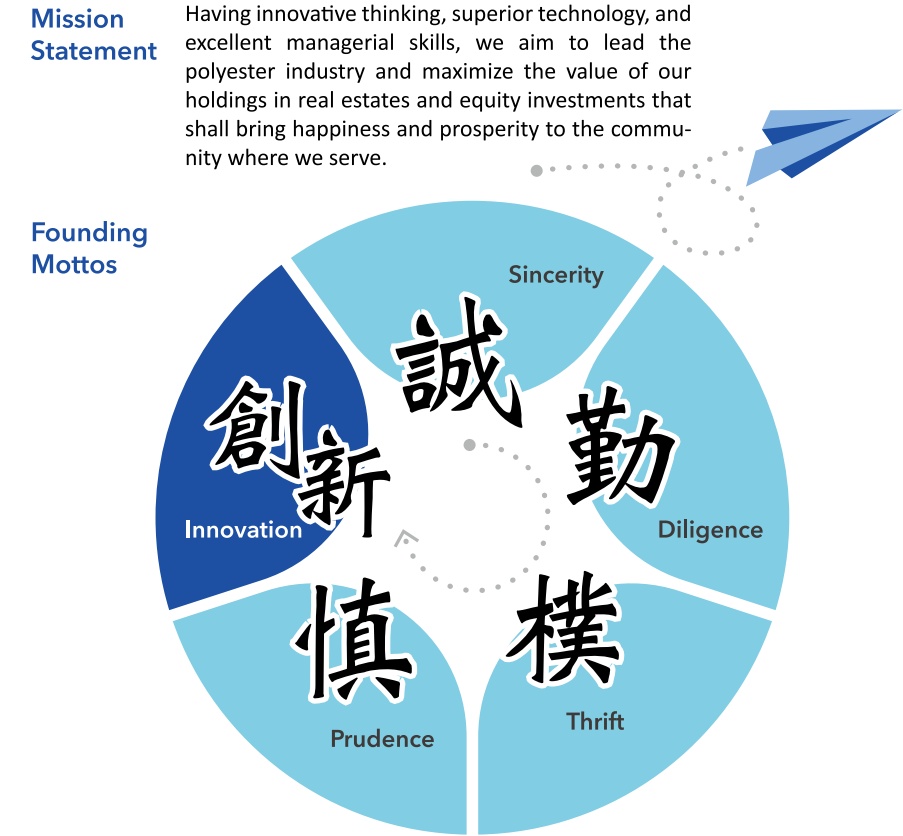 Mission
Statement
Having innovative thinking, superior technology, and
excellent managerial skills, we aim to lead the
polyester industry and maximize the value of our
holdings in real estates and equity investments that
shall bring happiness and prosperity to the commu-
nity where we serve.
Founding
Mottos
Sincerity
誠
勤
Diligence
樸
Thrift
慎
Prudence
創新
Innovation